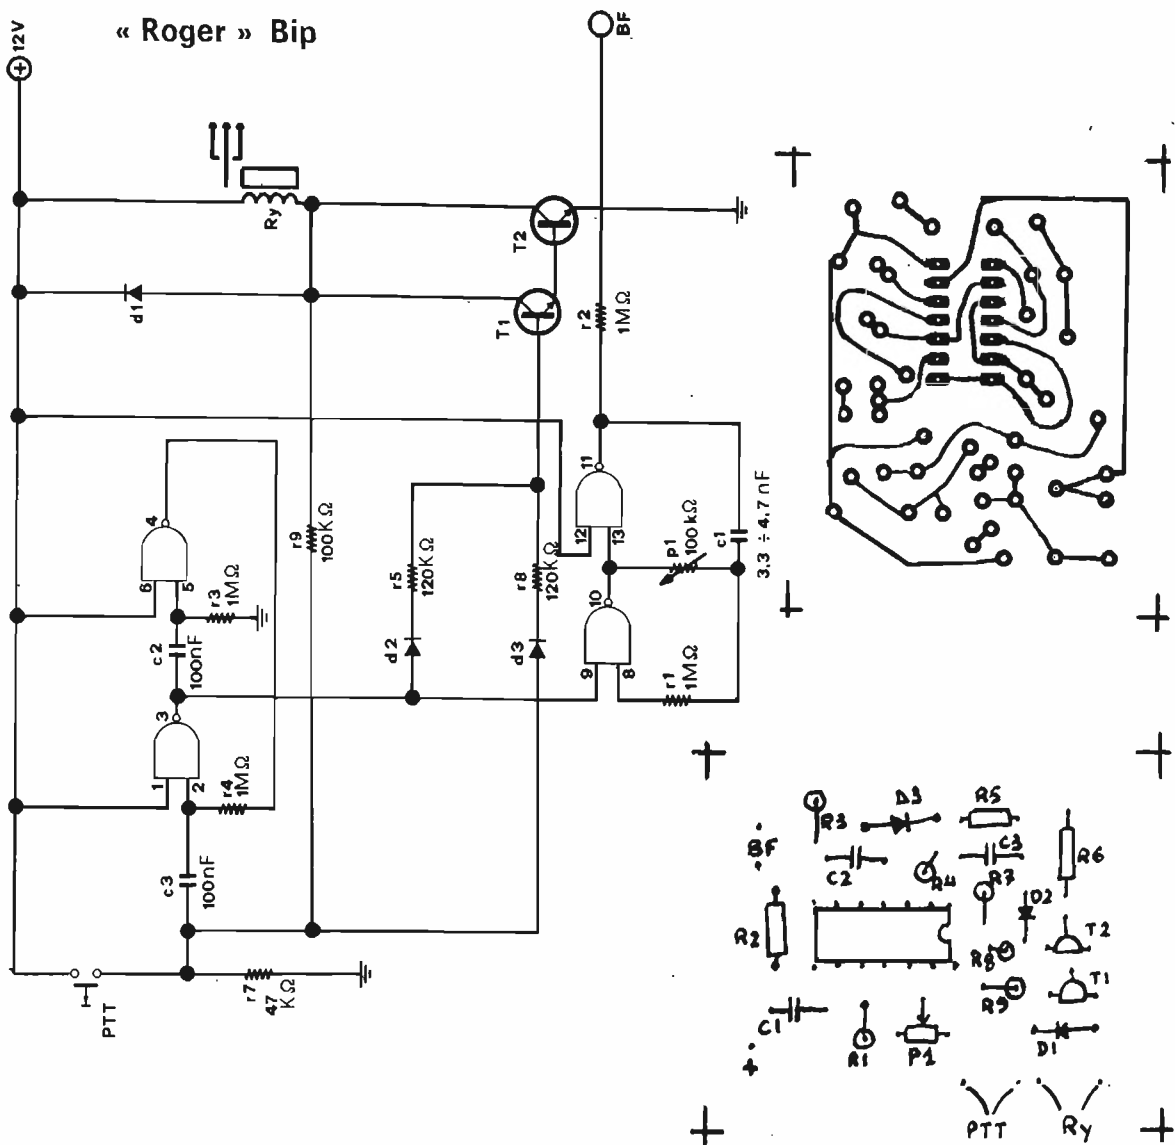 « Roger » Bip
12V
BF
Ry
d1
T2
T1
r2
1MΩ
4
6
5
r3
1MΩ
c2
100nF
3
1
2
r4
1MΩ
c3
100nF
r9
100KΩ
r5
120KΩ
r8
120KΩ
d2
d3
11
12
13
P1
100kΩ
c1
3.3 ÷ 4.7 nF
10
9
8
r1
1MΩ
PTT
r7
47
KΩ
BF
R3
D3
R5
C2
R4
C3
R7
R6
D2
R2
T2
R8
T1
R9
C1
+
R1
P1
D1
PTT
Ry